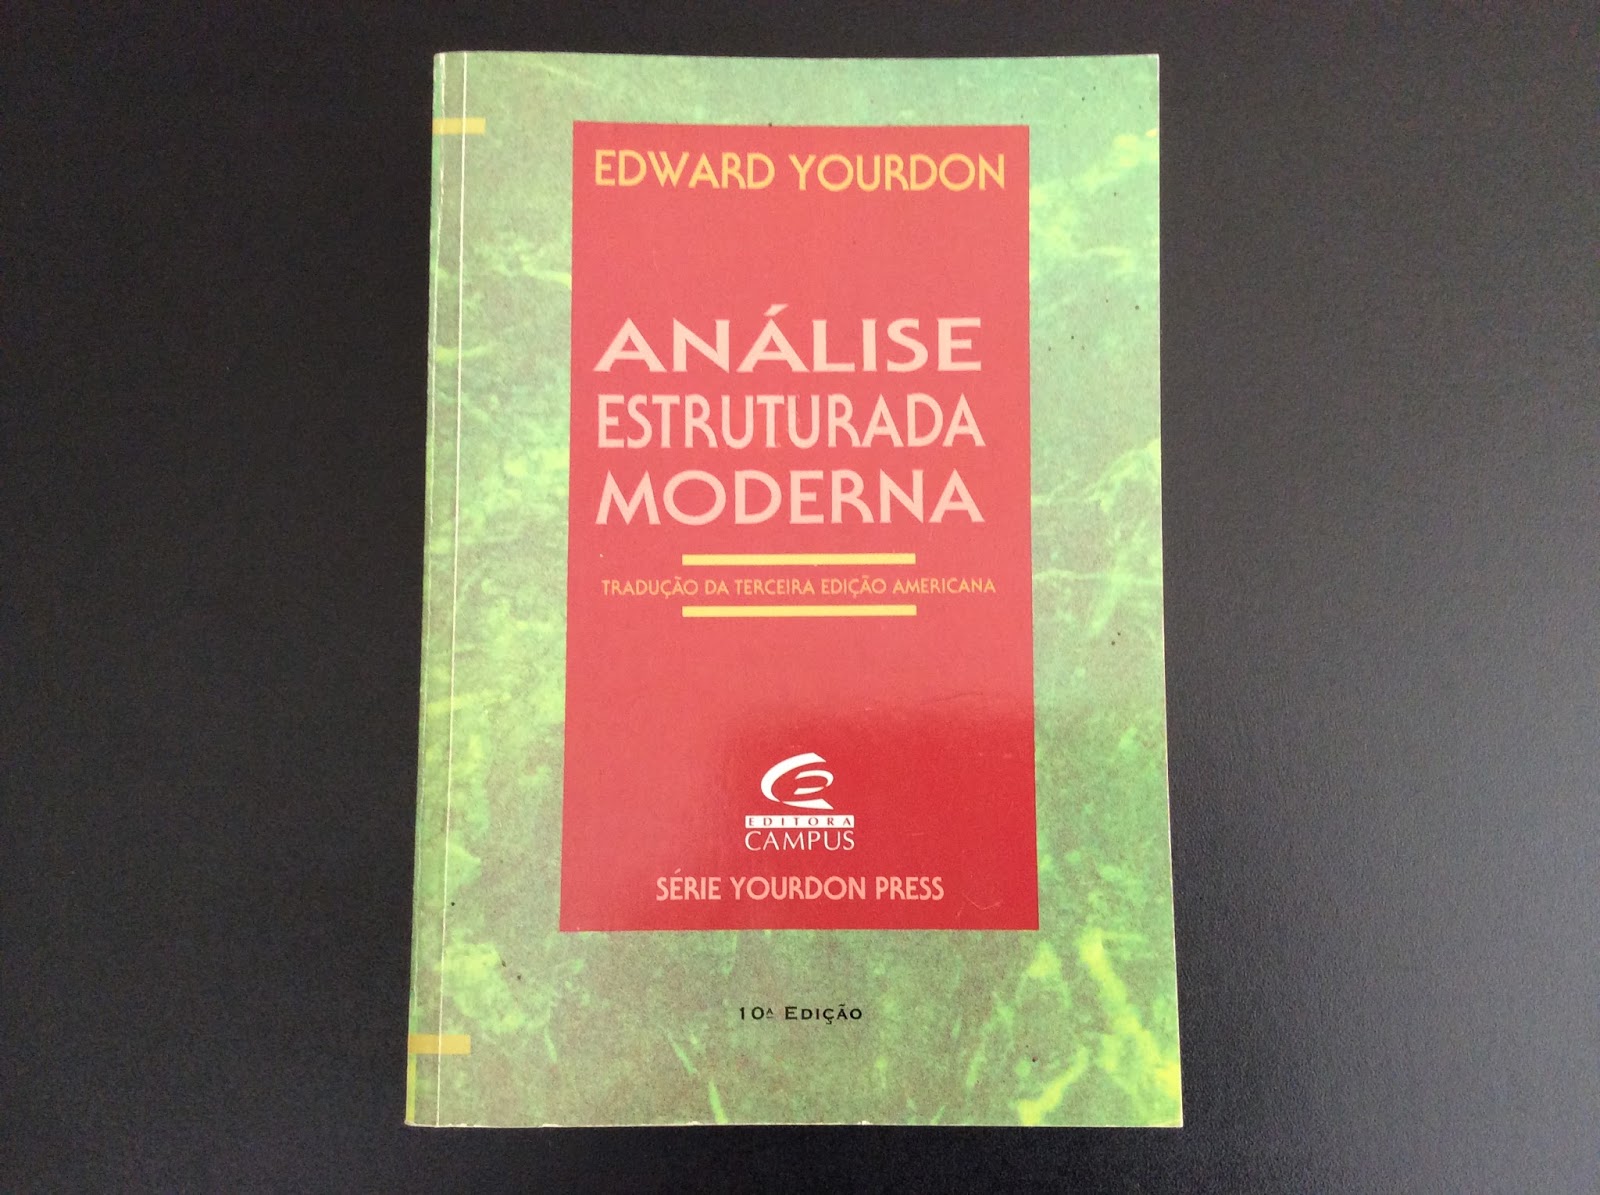 EDWARD YOURDON
ANÁLISE
ESTRUTURADA
MODERNA
TRADUÇÃO DA TERCEIRA EDIÇÃO AMERICANA
EDITORA
CAMPUS
SÉRIE YOURDON PRESS
10ª EDIÇÃO